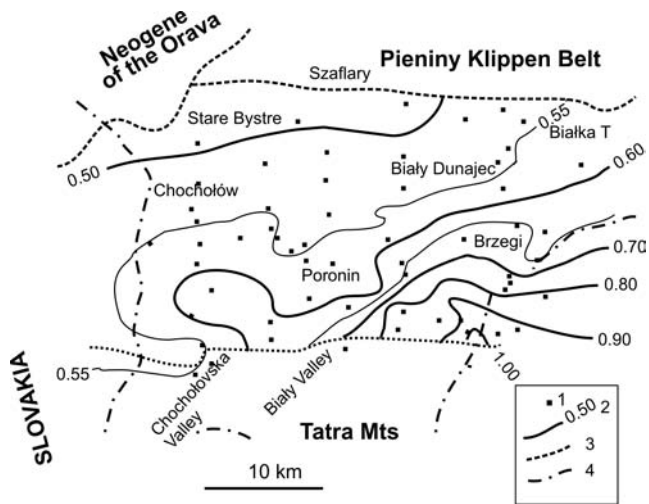 Neogene
of the Orava
Pieniny Klippen Belt
Szaflary
Stare Bystre
0.55
Białka T
0.50
Biały Dunajec
0.60
Chochołów
Brzegi
0.70
Poronin
0.80
0.90
0.55
1.00
SLOVAKIA
Chochołowska
Valley
Biały Valley
Tatra Mts
10 km
1
0.50 2
3
4